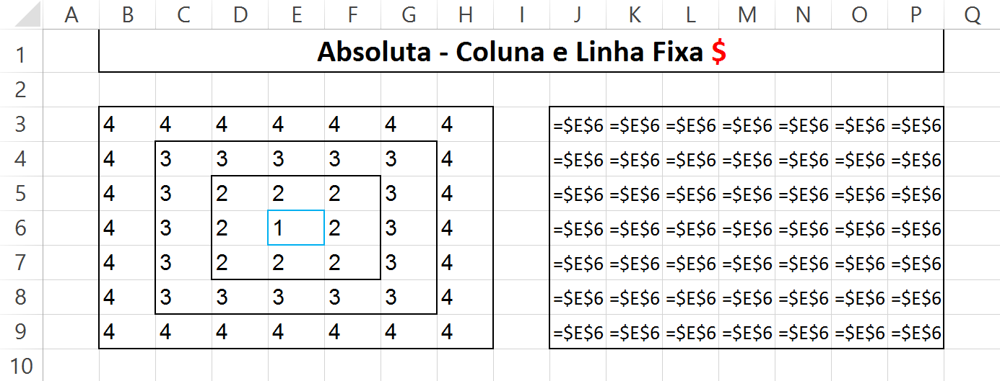 A B C D E F G H I J K L M N O P Q
1 Absoluta - Coluna e Linha Fixa $
2
3 4 4 4 4 4 4 4 =$E$6 =$E$6 =$E$6 =$E$6 =$E$6 =$E$6 =$E$6
4 4 3 3 3 3 3 4 =$E$6 =$E$6 =$E$6 =$E$6 =$E$6 =$E$6 =$E$6
5 4 3 2 2 2 3 4 =$E$6 =$E$6 =$E$6 =$E$6 =$E$6 =$E$6 =$E$6
6 4 3 2 1 2 3 4 =$E$6 =$E$6 =$E$6 =$E$6 =$E$6 =$E$6 =$E$6
7 4 3 2 2 2 3 4 =$E$6 =$E$6 =$E$6 =$E$6 =$E$6 =$E$6 =$E$6
8 4 3 3 3 3 3 4 =$E$6 =$E$6 =$E$6 =$E$6 =$E$6 =$E$6 =$E$6
9 4 4 4 4 4 4 4 =$E$6 =$E$6 =$E$6 =$E$6 =$E$6 =$E$6 =$E$6
10